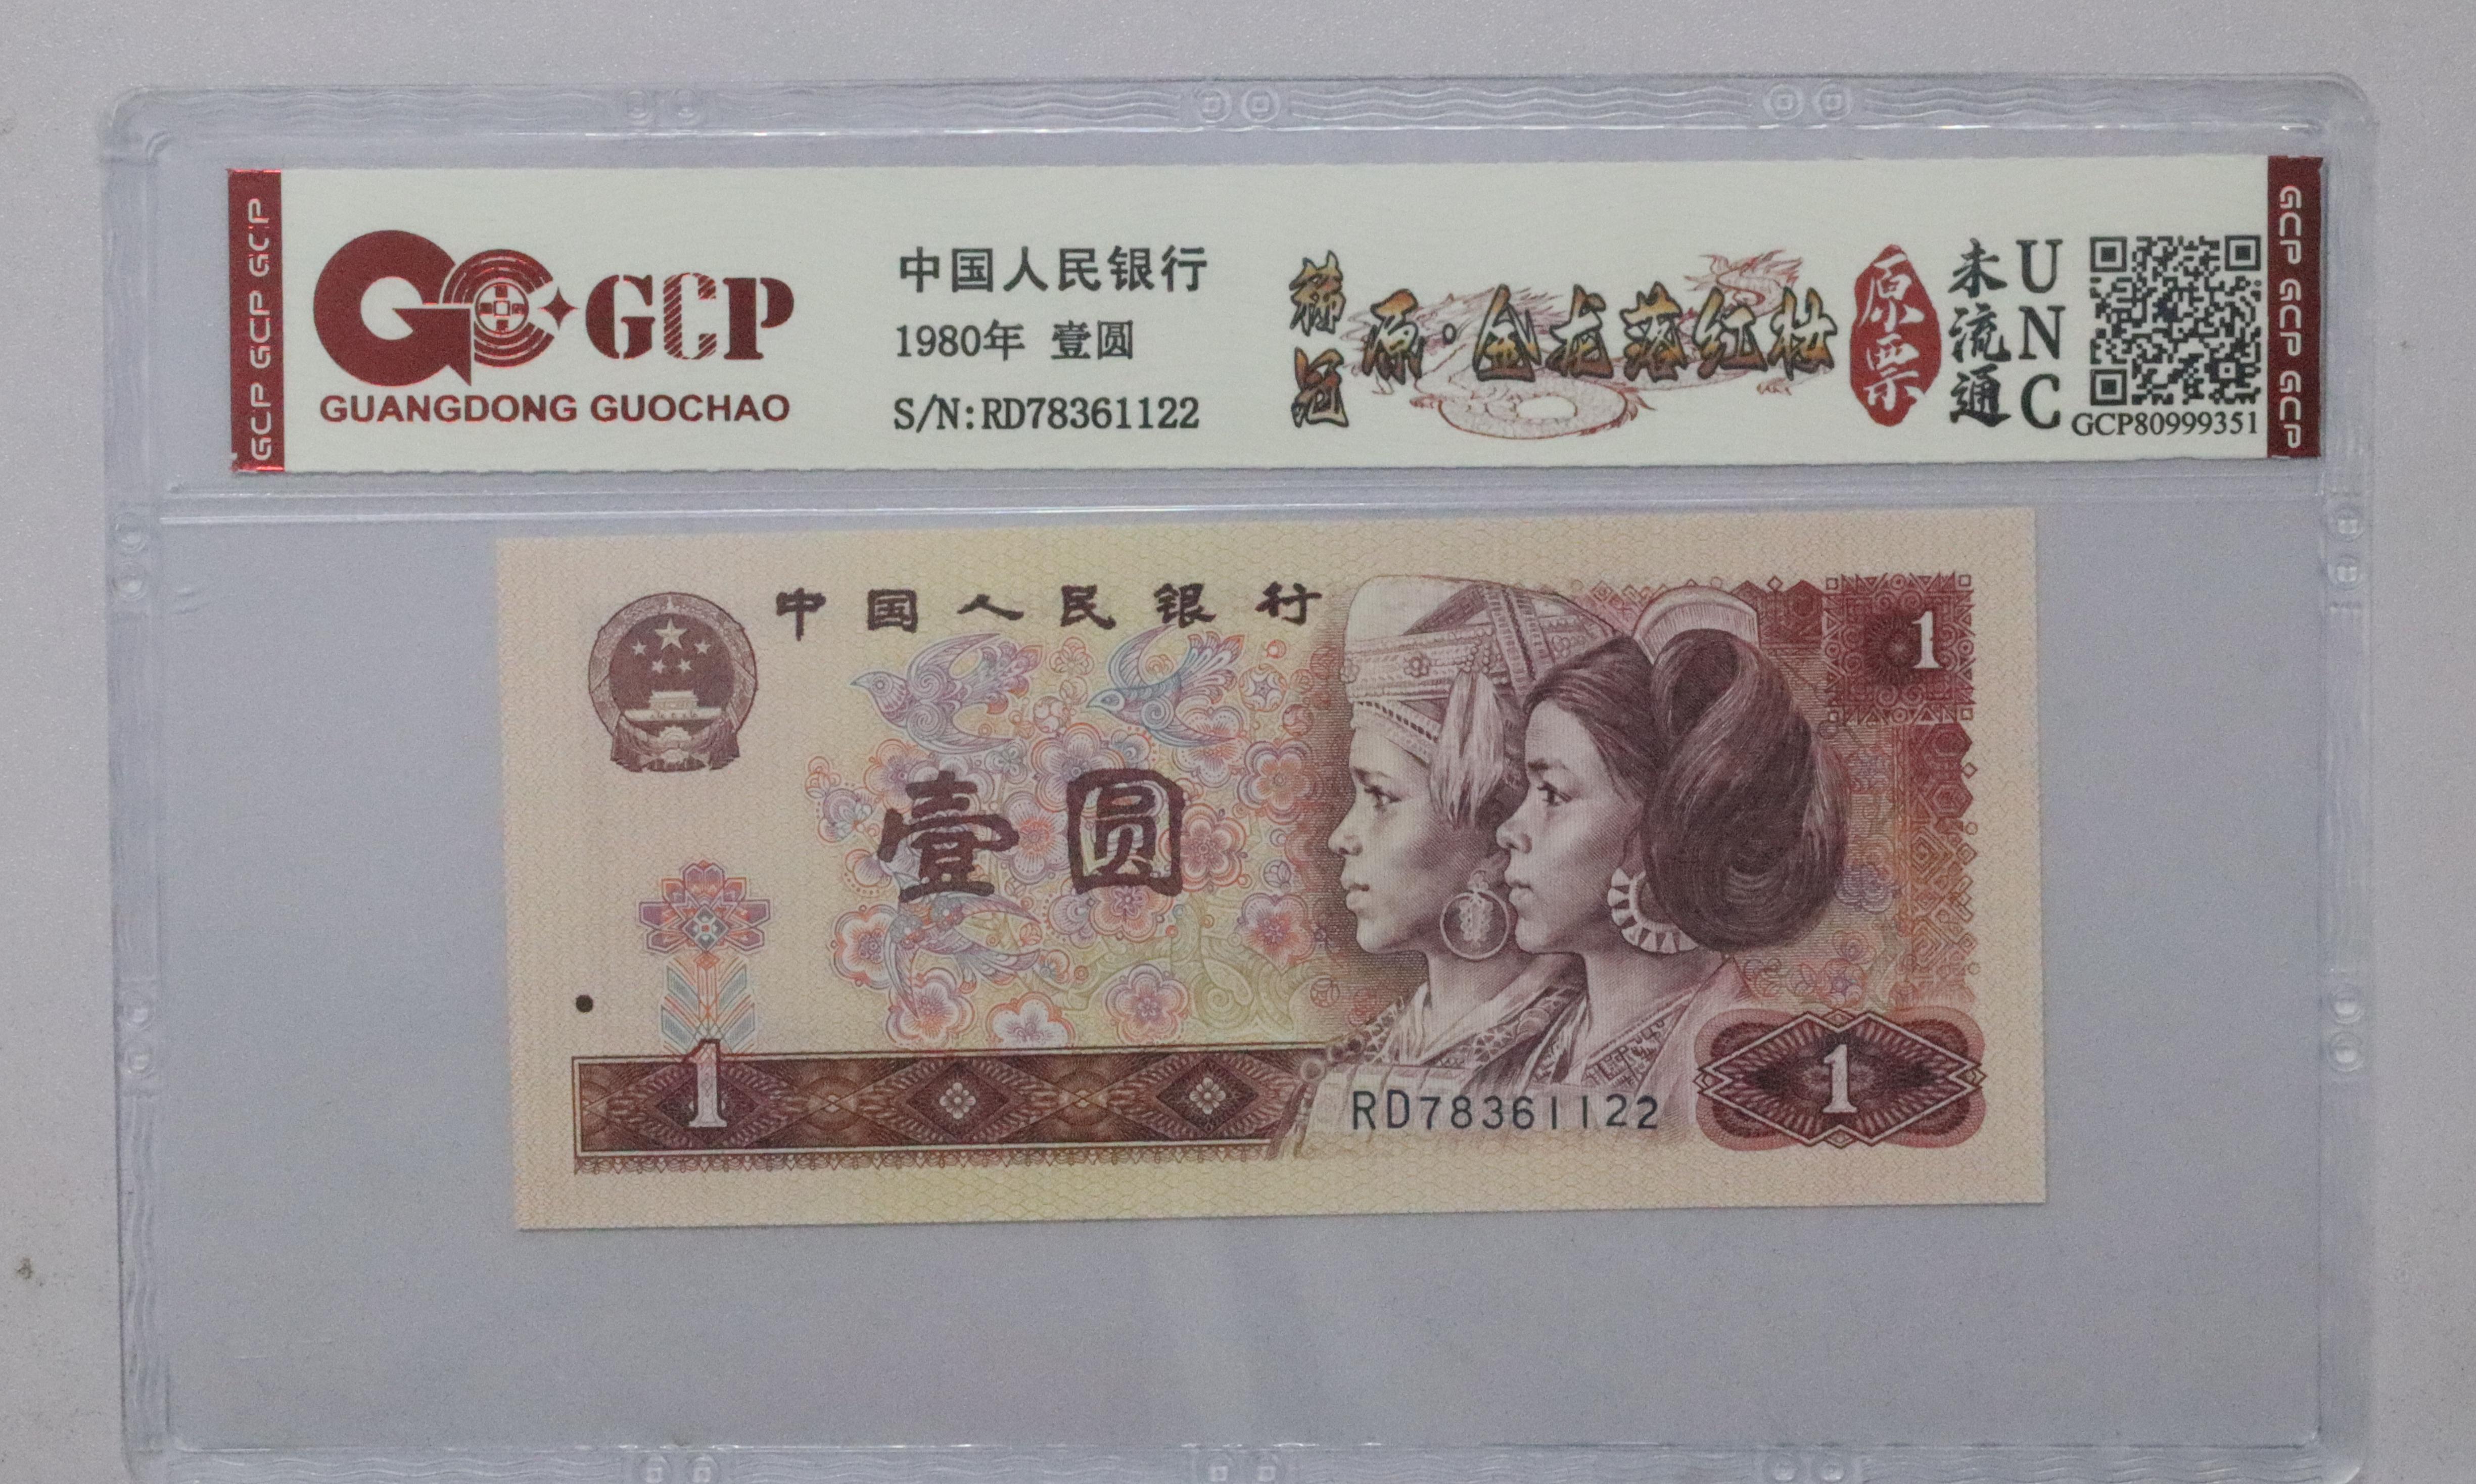 GCP GCP GCP
GCP
GUANGDONG GUOCHAO
中国人民银行
1980年 壹圆
S/N:RD78361122
稀冠
原·金龙落红妆
原票
未流通
UNC
GCP80999351
GCP GCP GCP
中国人民银行
1
壹圆
1
RD78361122
1